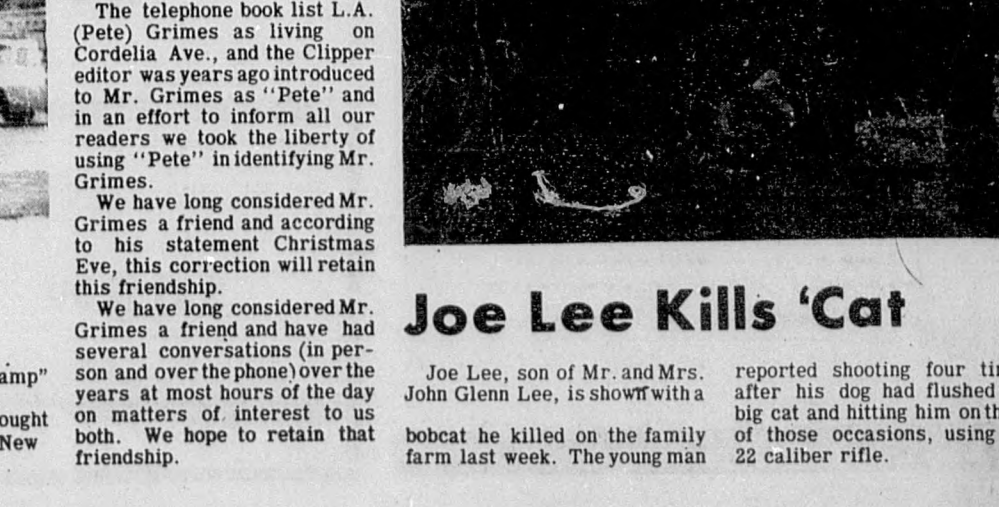 amp"
ought
New
The telephone book list L.A.
(Pete) Grimes as living on
Cordelia Ave., and the Clipper
editor was years ago introduced
to Mr. Grimes as "Pete" and
in an effort to inform all our
readers we took the liberty of
using "Pete" in identifying Mr.
Grimes.
We have long considered Mr.
Grimes a friend and according
to his statement Christmas
Eve, this correction will retain
this friendship.
We have long considered Mr.
Grimes a friend and have had
several conversations (in per-
son and over the phone) over the
years at most hours of the day
on matters of interest to us
both. We hope to retain that
friendship.
Joe Lee Kills 'Cat
Joe Lee, son of Mr. and Mrs.
John Glenn Lee, is shown with a
bobcat he killed on the family
farm last week. The young man
reported shooting four
after his dog had flushed
big cat and hitting him on
of those occasions, using
22 caliber rifle.